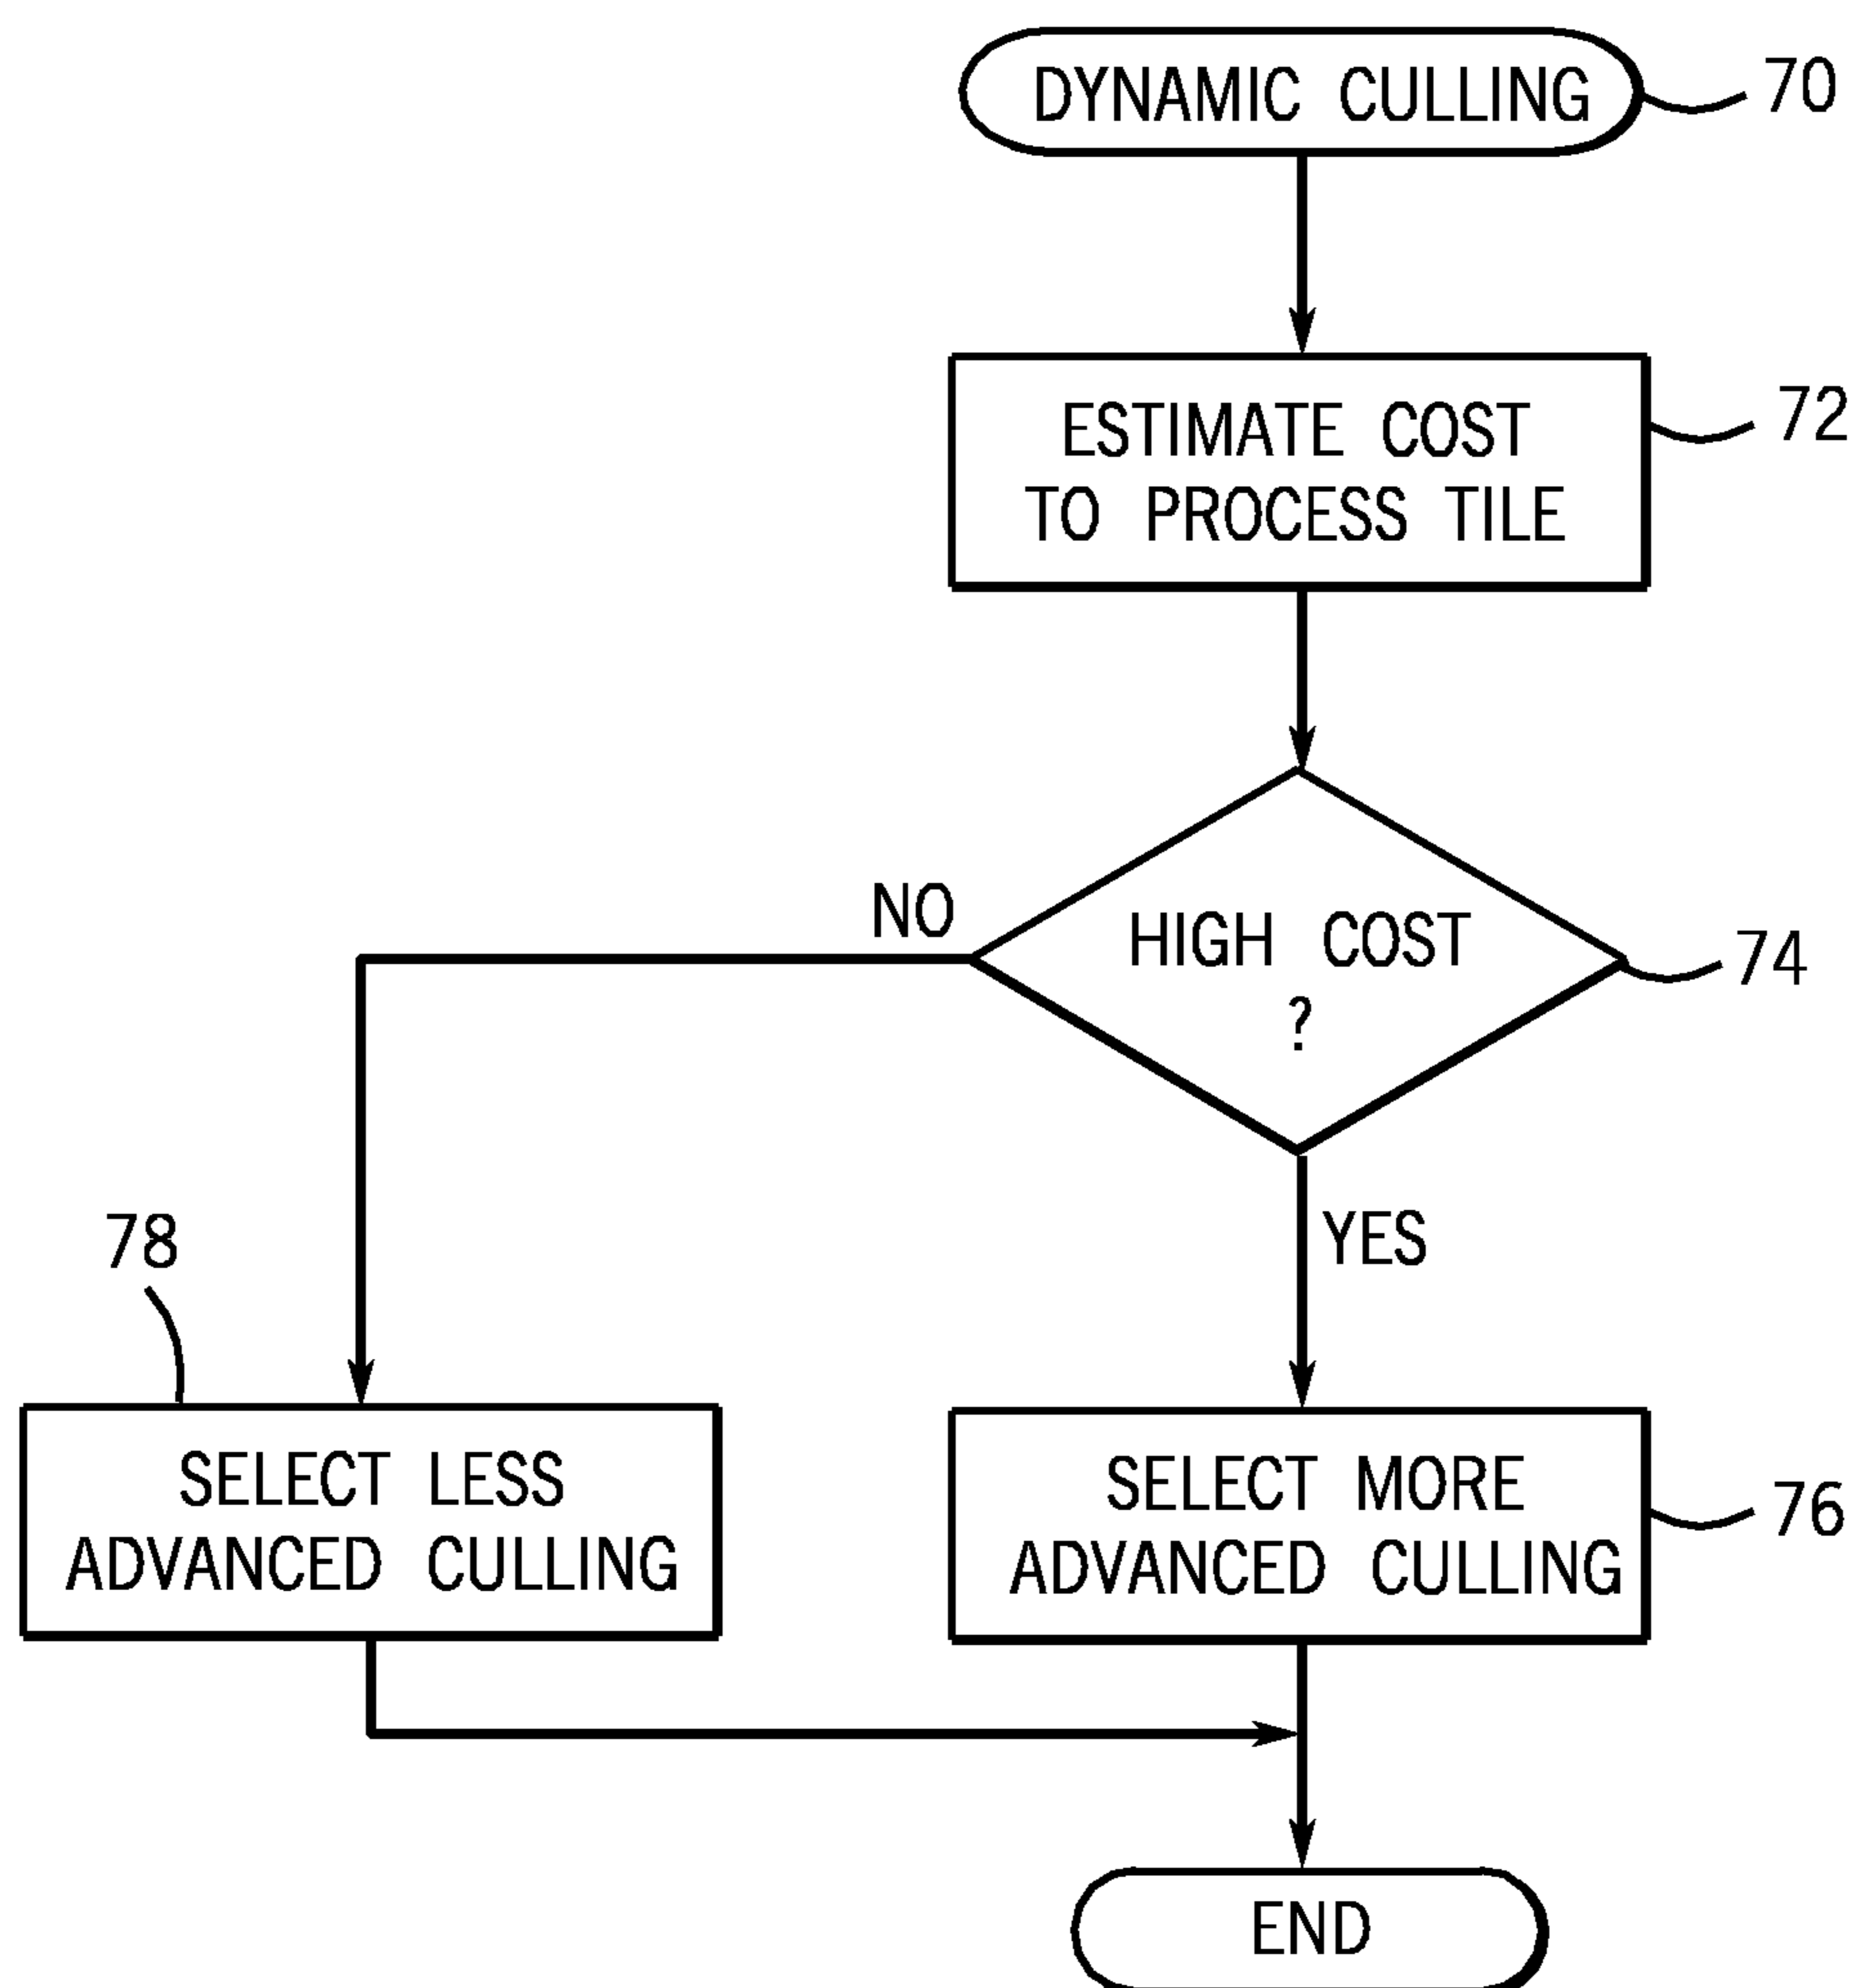 DYNAMIC CULLING
70
ESTIMATE COST
TO PROCESS TILE
72
HIGH COST
?
74
NO
YES
78
SELECT LESS
ADVANCED CULLING
SELECT MORE
ADVANCED CULLING
76
END